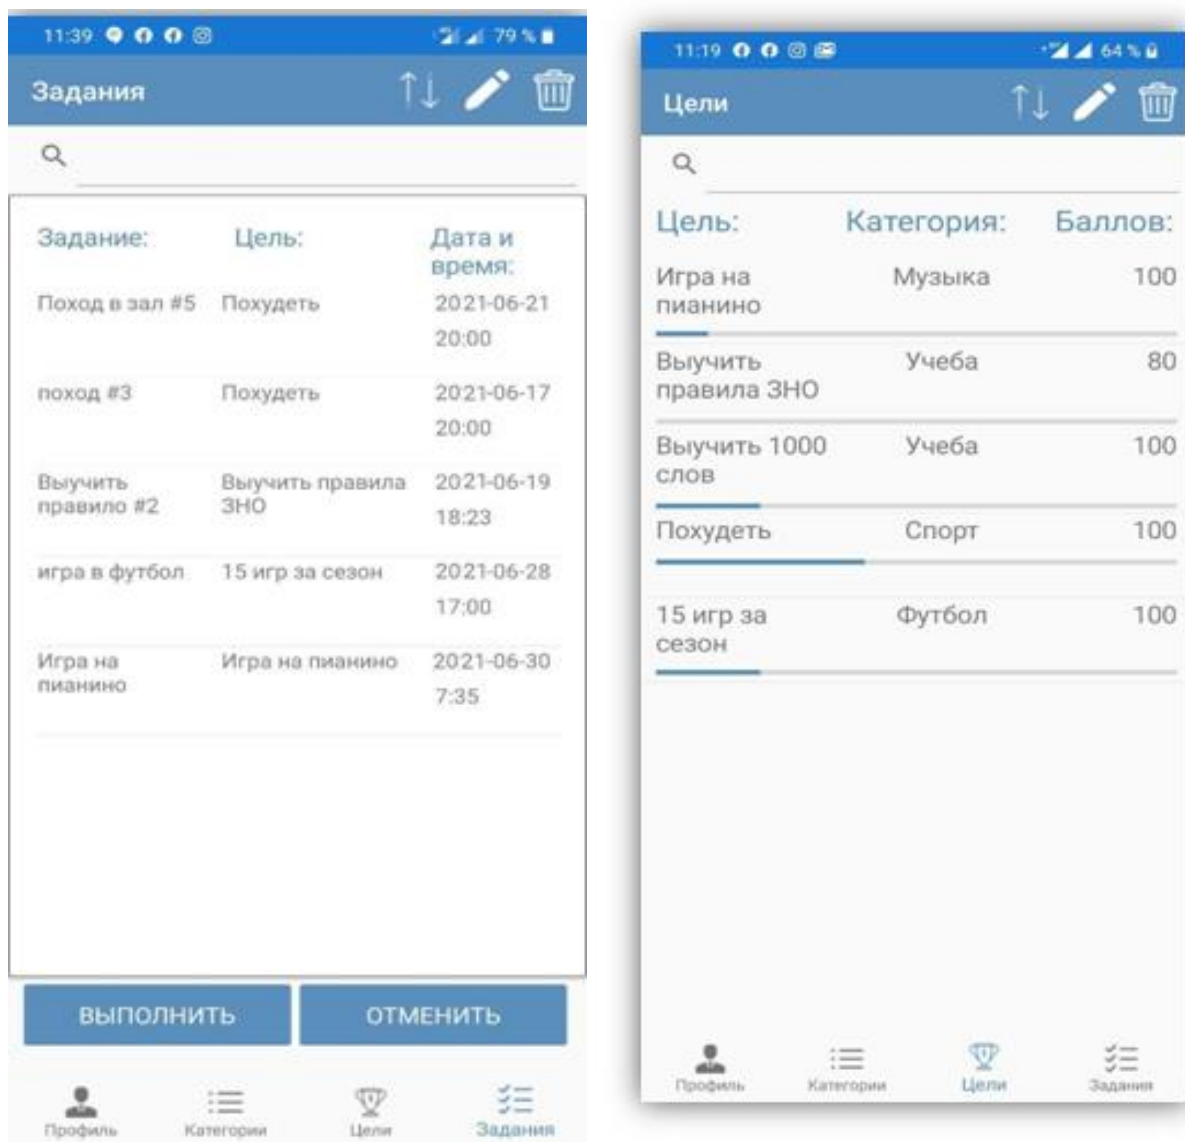 11:39 79 %
Задания
Задание: Цель: Дата и
время:
Поход в зал #5 Похудеть 2021-06-21
20:00
поход #3 Похудеть 2021-06-17
20:00
Выучить Выучить правила 2021-06-19
правило #2 ЗНО 18:23
игра в футбол 15 игр за сезон 2021-06-28
17:00
Игра на Игра на пианино 2021-06-30
пианино 7:35
ВЫПОЛНИТЬ ОТМЕНИТЬ
Профиль Категории Цели Задания
11:19 64 %
Цели
Цель: Категория: Баллов:
Игра на Музыка 100
пианино
Выучить Учеба 80
правила ЗНО
Выучить 1000 Учеба 100
слов
Похудеть Спорт 100
15 игр за Футбол 100
сезон
Профиль Категории Цели Задания